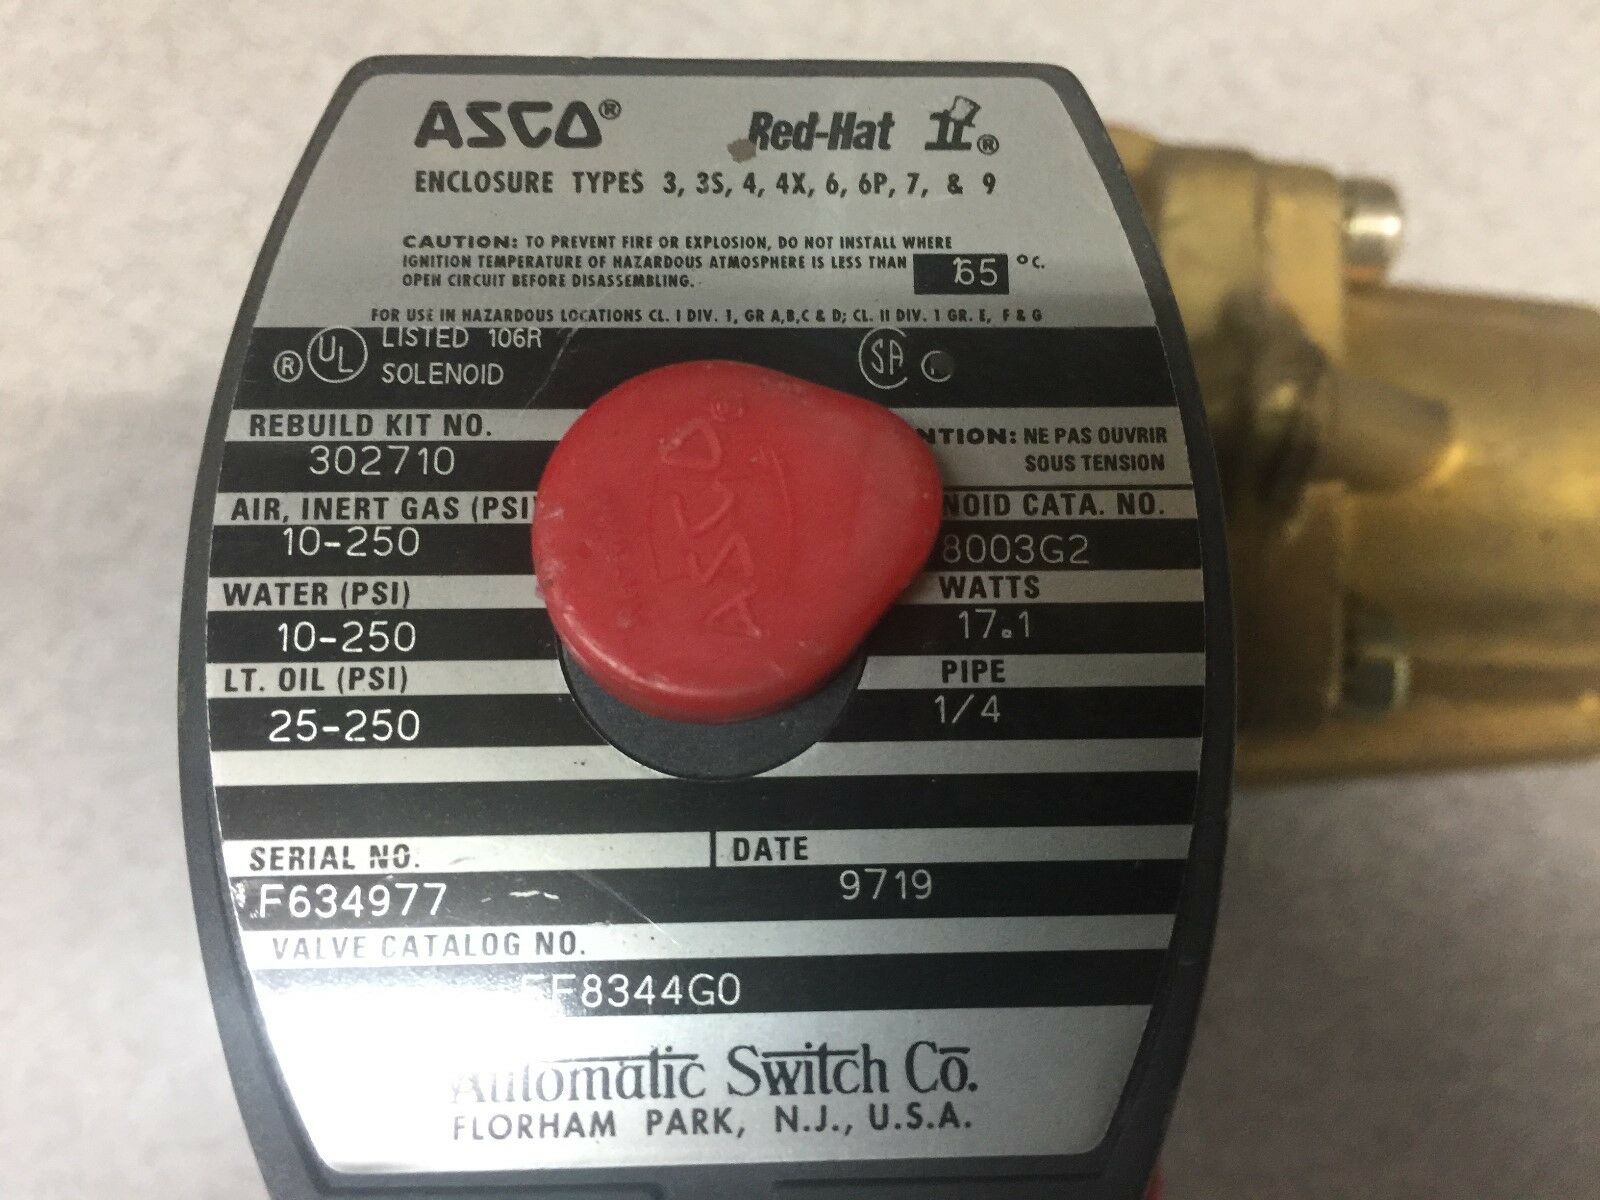 ASCO® Red-Hat II®
ENCLOSURE TYPES 3, 3S, 4, 4X, 6, 6P, 7, & 9
CAUTION: TO PREVENT FIRE OR EXPLOSION, DO NOT INSTALL WHERE
IGNITION TEMPERATURE OF HAZARDOUS ATMOSPHERE IS LESS THAN 165 °C.
OPEN CIRCUIT BEFORE DISASSEMBLING.
FOR USE IN HAZARDOUS LOCATIONS CL. I DIV. 1, GR A,B,C & D; CL. II DIV. 1 GR. E, F & G
® UL LISTED 106R
SOLENOID
SA
REBUILD KIT NO.
302710
NTION: NE PAS OUVRIR
SOUS TENSION
AIR, INERT GAS (PSI
10-250
NOID CATA. NO.
8003G2
WATER (PSI)
10-250
WATTS
17.1
LT. OIL (PSI)
25-250
PIPE
1/4
ASCO®
SERIAL NO. DATE
F634977 9719
VALVE CATALOG NO.
EF8344G0
Automatic Switch Co.
FLORHAM PARK, N.J., U.S.A.